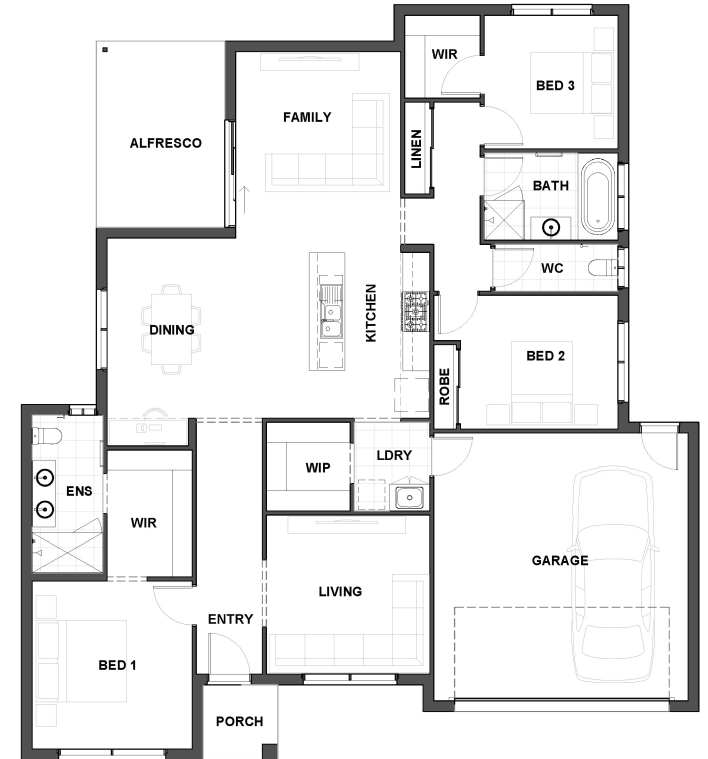 WIR
BED 3
FAMILY
ALFRESCO
LINEN
BATH
WC
KITCHEN
DINING
BED 2
ROBE
LDRY
WIP
ENS
WIR
GARAGE
LIVING
ENTRY
BED 1
PORCH